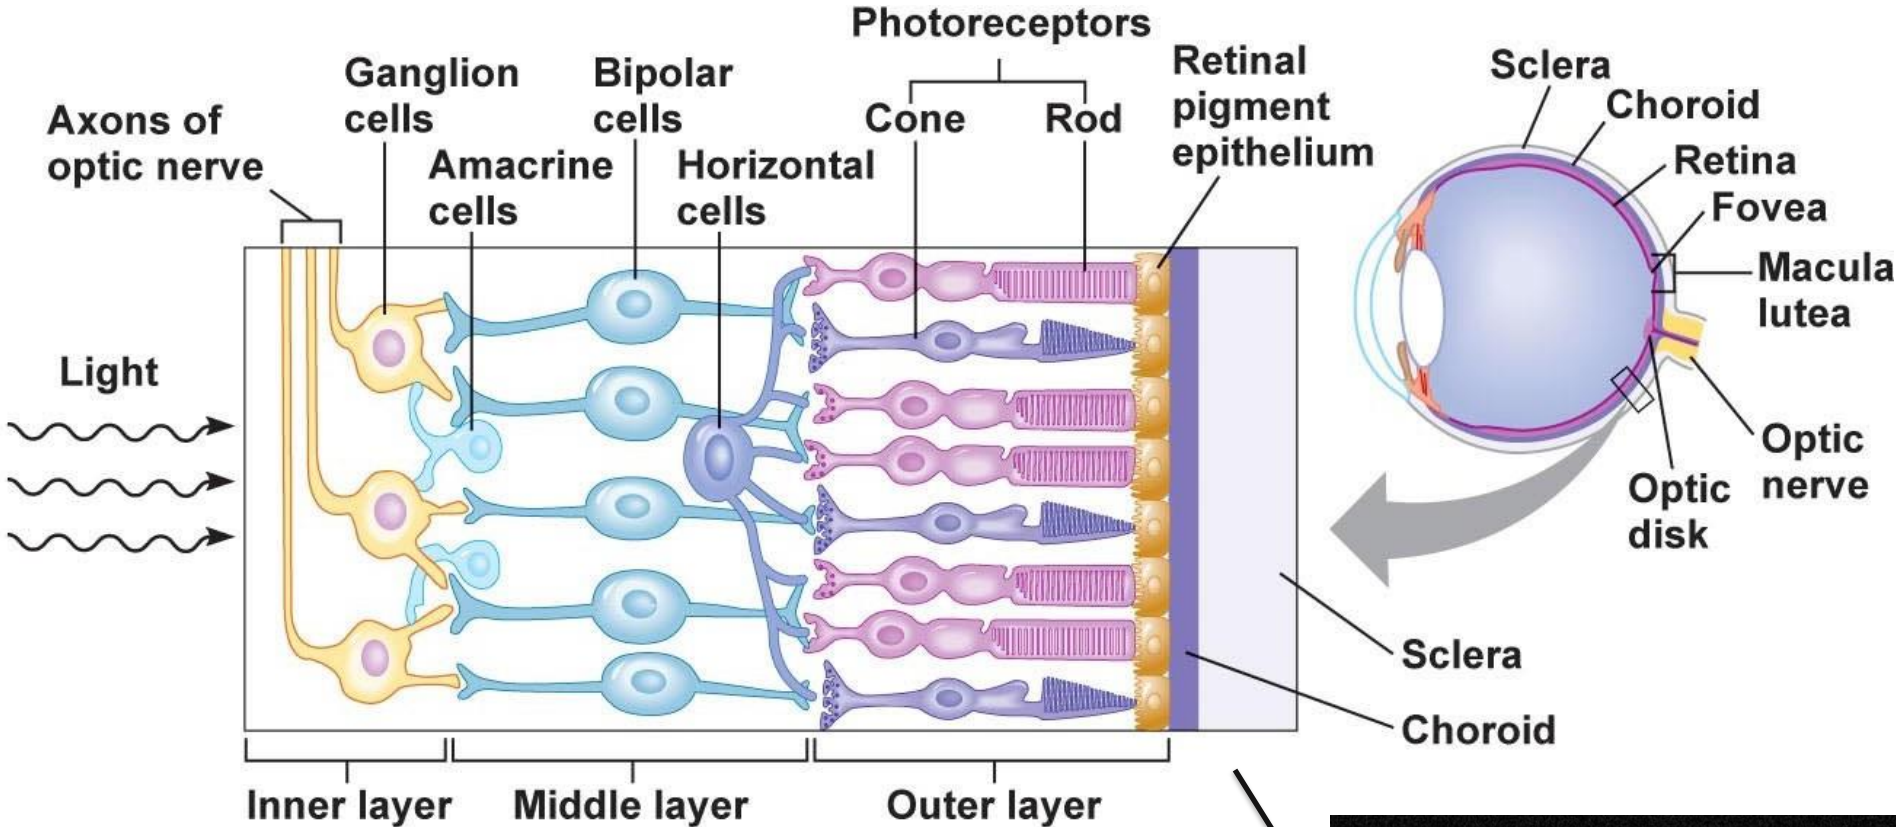 Photoreceptors
Ganglion
cells
Bipolar
cells
Retinal
pigment
epithelium
Axons of
optic nerve
Cone
Rod
Amacrine
cells
Horizontal
cells
Light
Inner layer
Middle layer
Outer layer
Sclera
Choroid
Retina
Fovea
Macula
lutea
Optic
nerve
Optic
disk
Sclera
Choroid